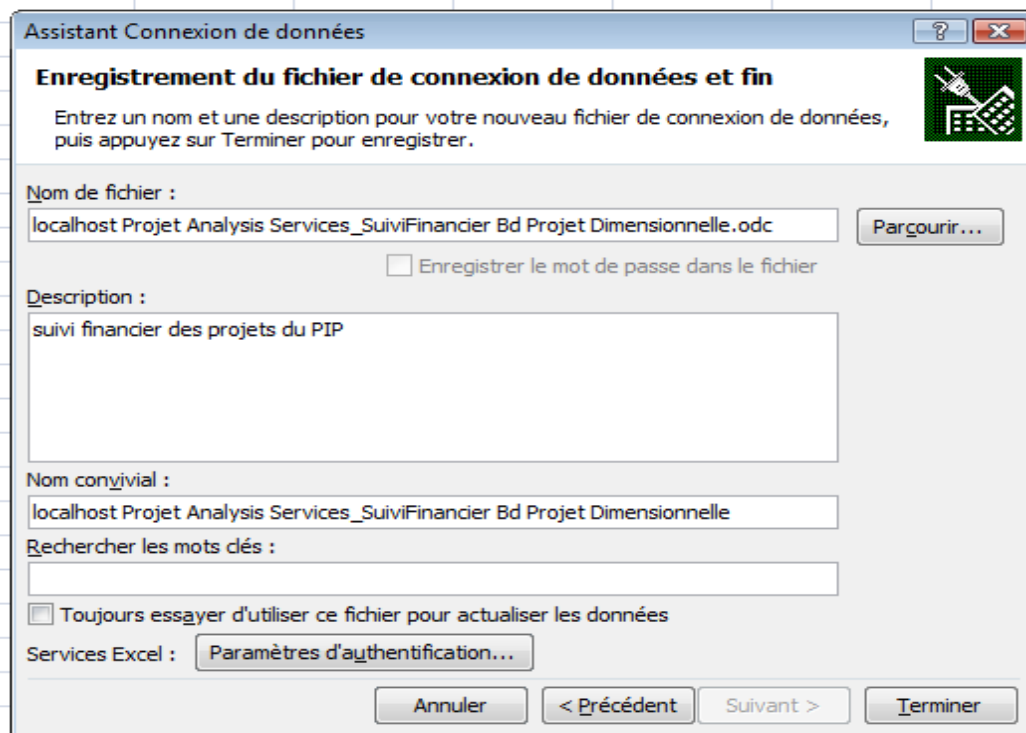 Assistant Connexion de données
Enregistrement du fichier de connexion de données et fin
Entrez un nom et une description pour votre nouveau fichier de connexion de données,
puis appuyez sur Terminer pour enregistrer.
Nom de fichier :
localhost Projet Analysis Services_SuiviFinancier Bd Projet Dimensionnelle.odc
Parcourir...
Enregistrer le mot de passe dans le fichier
Description :
suivi financier des projets du PIP
Nom convivial :
localhost Projet Analysis Services_SuiviFinancier Bd Projet Dimensionnelle
Rechercher les mots clés :
Toujours essayer d'utiliser ce fichier pour actualiser les données
Services Excel : Paramètres d'authentification...
Annuler < Précédent Suivant > Terminer